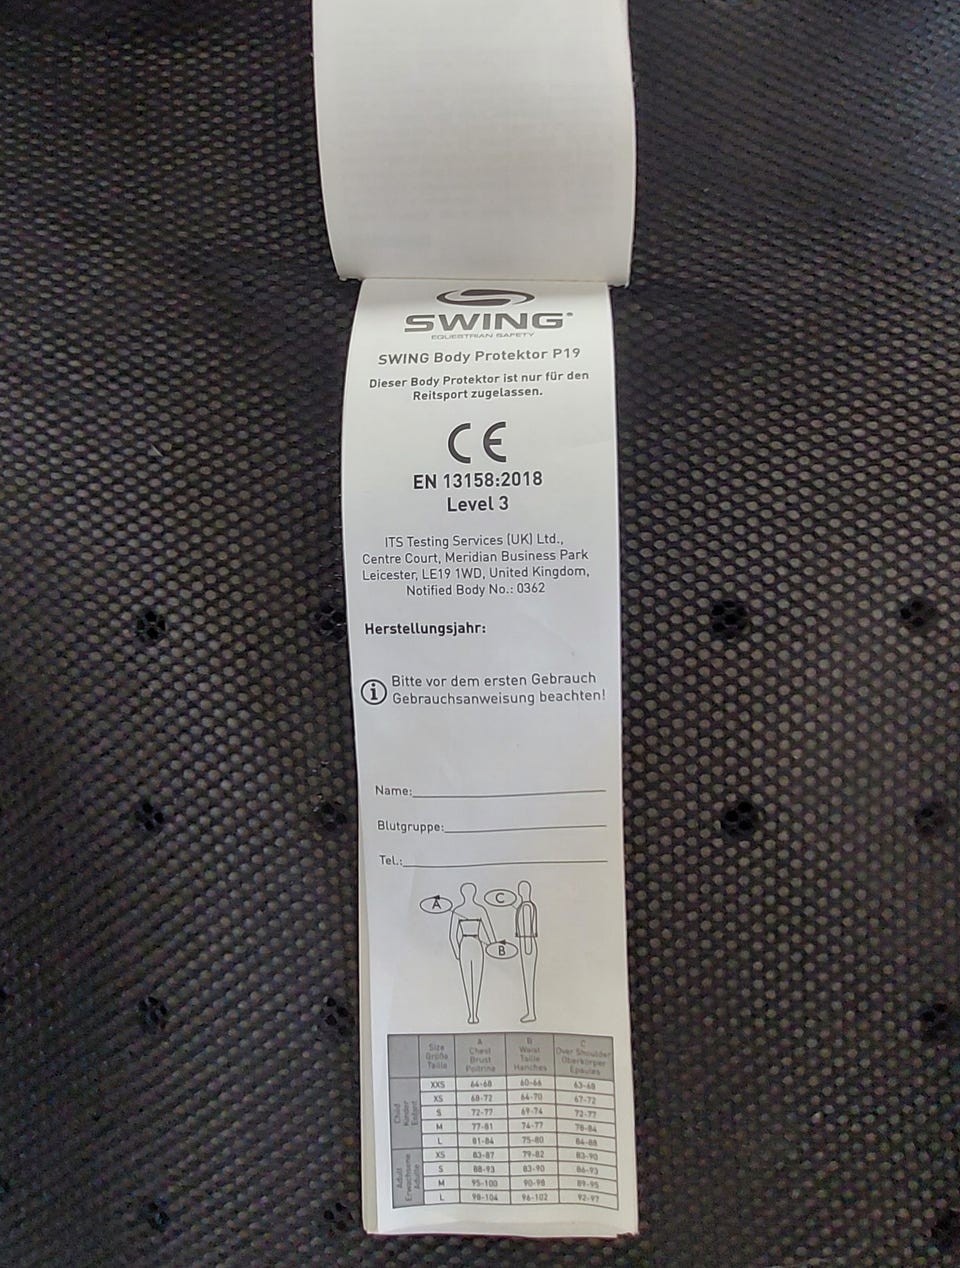 SWING®
EQUESTRIAN SAFETY
SWING Body Protektor P19
Dieser Body Protektor ist nur für den
Reitsport zugelassen.
CE
EN 13158:2018
Level 3
ITS Testing Services (UK) Ltd.,
Centre Court, Meridian Business Park
Leicester, LE19 1WD, United Kingdom,
Notified Body No.: 0362
Herstellungsjahr:
i
Bitte vor dem ersten Gebrauch
Gebrauchsanweisung beachten!
Name:
Blutgruppe:
Tel.:
A
C
B
Size Größe Taille
A Chest Brust Poitrine
B Waist Taille Hanches
C Over Shoulder Oberkörper Epaules
Child Kinder Enfant
XXS 64-68 60-66 63-68
XS 68-72 64-70 67-72
S 72-77 69-74 72-77
M 77-81 74-77 78-84
L 81-84 75-80 84-88
Adult Erwachsene Adulte
XS 83-87 79-82 83-90
S 88-93 83-90 86-93
M 95-100 90-98 89-95
L 98-104 96-102 92-97